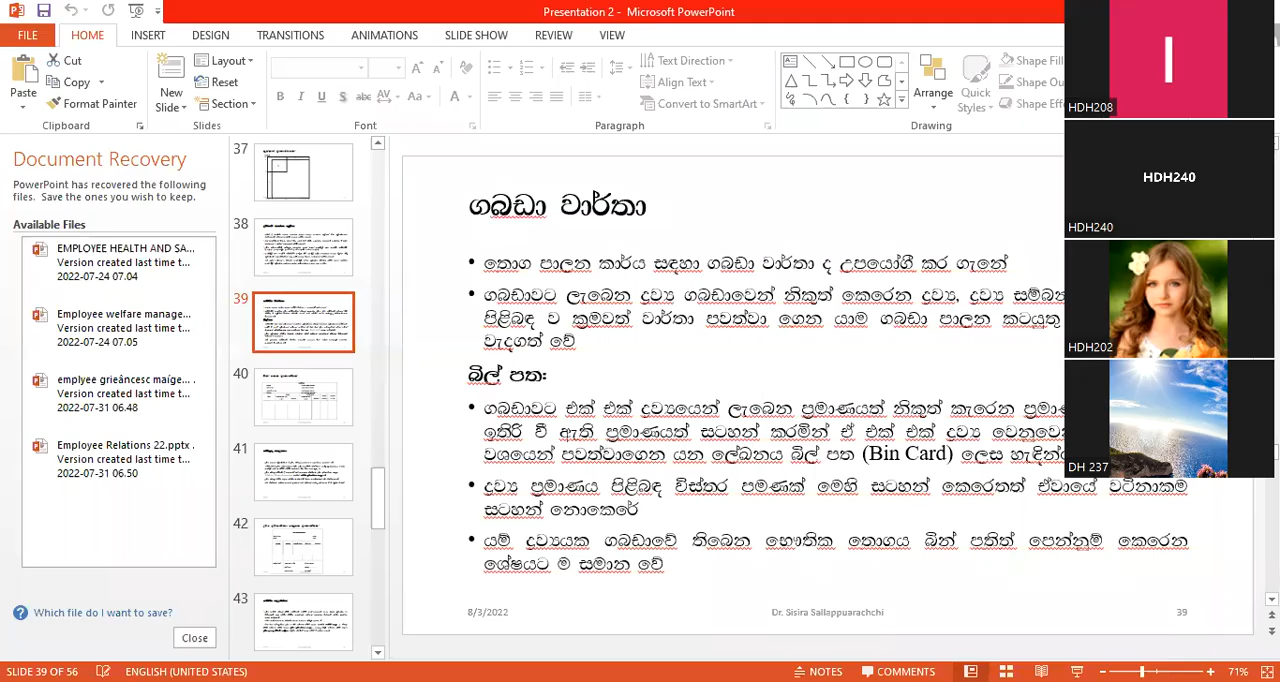 Presentation 2 - Microsoft PowerPoint
FILE HOME INSERT DESIGN TRANSITIONS ANIMATIONS SLIDE SHOW REVIEW VIEW
Cut
Copy
Format Painter
Paste
Clipboard
New
Slide
Layout
Reset
Section
Slides
B I U S abc AV Aa A
Font
Text Direction
Align Text
Convert to SmartArt
Paragraph
Arrange
Quick
Styles
Shape Fill
Shape Ou
Shape Effe
Drawing
Document Recovery
PowerPoint has recovered the following
files. Save the ones you wish to keep.
Available Files
EMPLOYEE HEALTH AND SA...
Version created last time t...
2022-07-24 07.04
Employee welfare manage...
Version created last time t...
2022-07-24 07.05
emplyee grieâncesc maíge...
Version created last time t...
2022-07-31 06.48
Employee Relations 22.pptx
Version created last time t...
2022-07-31 06.50
Which file do I want to save?
Close
37
38
39
40
41
42
43
ගබඩා වාර්තා
• තොග පාලන කාර්ය සඳහා ගබඩා වාර්තා ද උපයෝගී කර ගැනේ
• ගබඩාවට ලැබෙන ද්‍රව්‍ය ගබඩාවෙන් නිකුත් කෙරෙන ද්‍රව්‍ය, ද්‍රව්‍ය සම්බන්
පිළිබඳ ව ක්‍රමවත් වාර්තා පවත්වා ගෙන යාම ගබඩා පාලන කටයුතු
වැදගත් වේ
බිල් පත:
• ගබඩාවට එක් එක් ද්‍රව්‍යයෙන් ලැබෙන ප්‍රමාණයත් නිකුත් කැරෙන ප්‍රමා
ඉතිරි වී ඇති ප්‍රමාණයත් සටහන් කරමින් ඒ එක් එක් ද්‍රව්‍ය වෙනුවෙ
වශයෙන් පවත්වාගෙන යන ලේඛනය බිල් පත (Bin Card) ලෙස හැඳින්
• ද්‍රව්‍ය ප්‍රමාණය පිළිබඳ විස්තර පමණක් මෙහි සටහන් කෙරෙතත් ඒවායේ වටිනාකම්
සටහන් නොකෙරේ
• යම් ද්‍රව්‍යයක ගබඩාවේ තිබෙන භෞතික තොගය බින් පතින් පෙන්නුම් කෙරෙන
ශේෂයට ම සමාන වේ
8/3/2022 Dr. Sisira Sallappuarachchi 39
I
HDH208
HDH240
HDH240
HDH202
DH 237
SLIDE 39 OF 56 ENGLISH (UNITED STATES) NOTES COMMENTS 71%